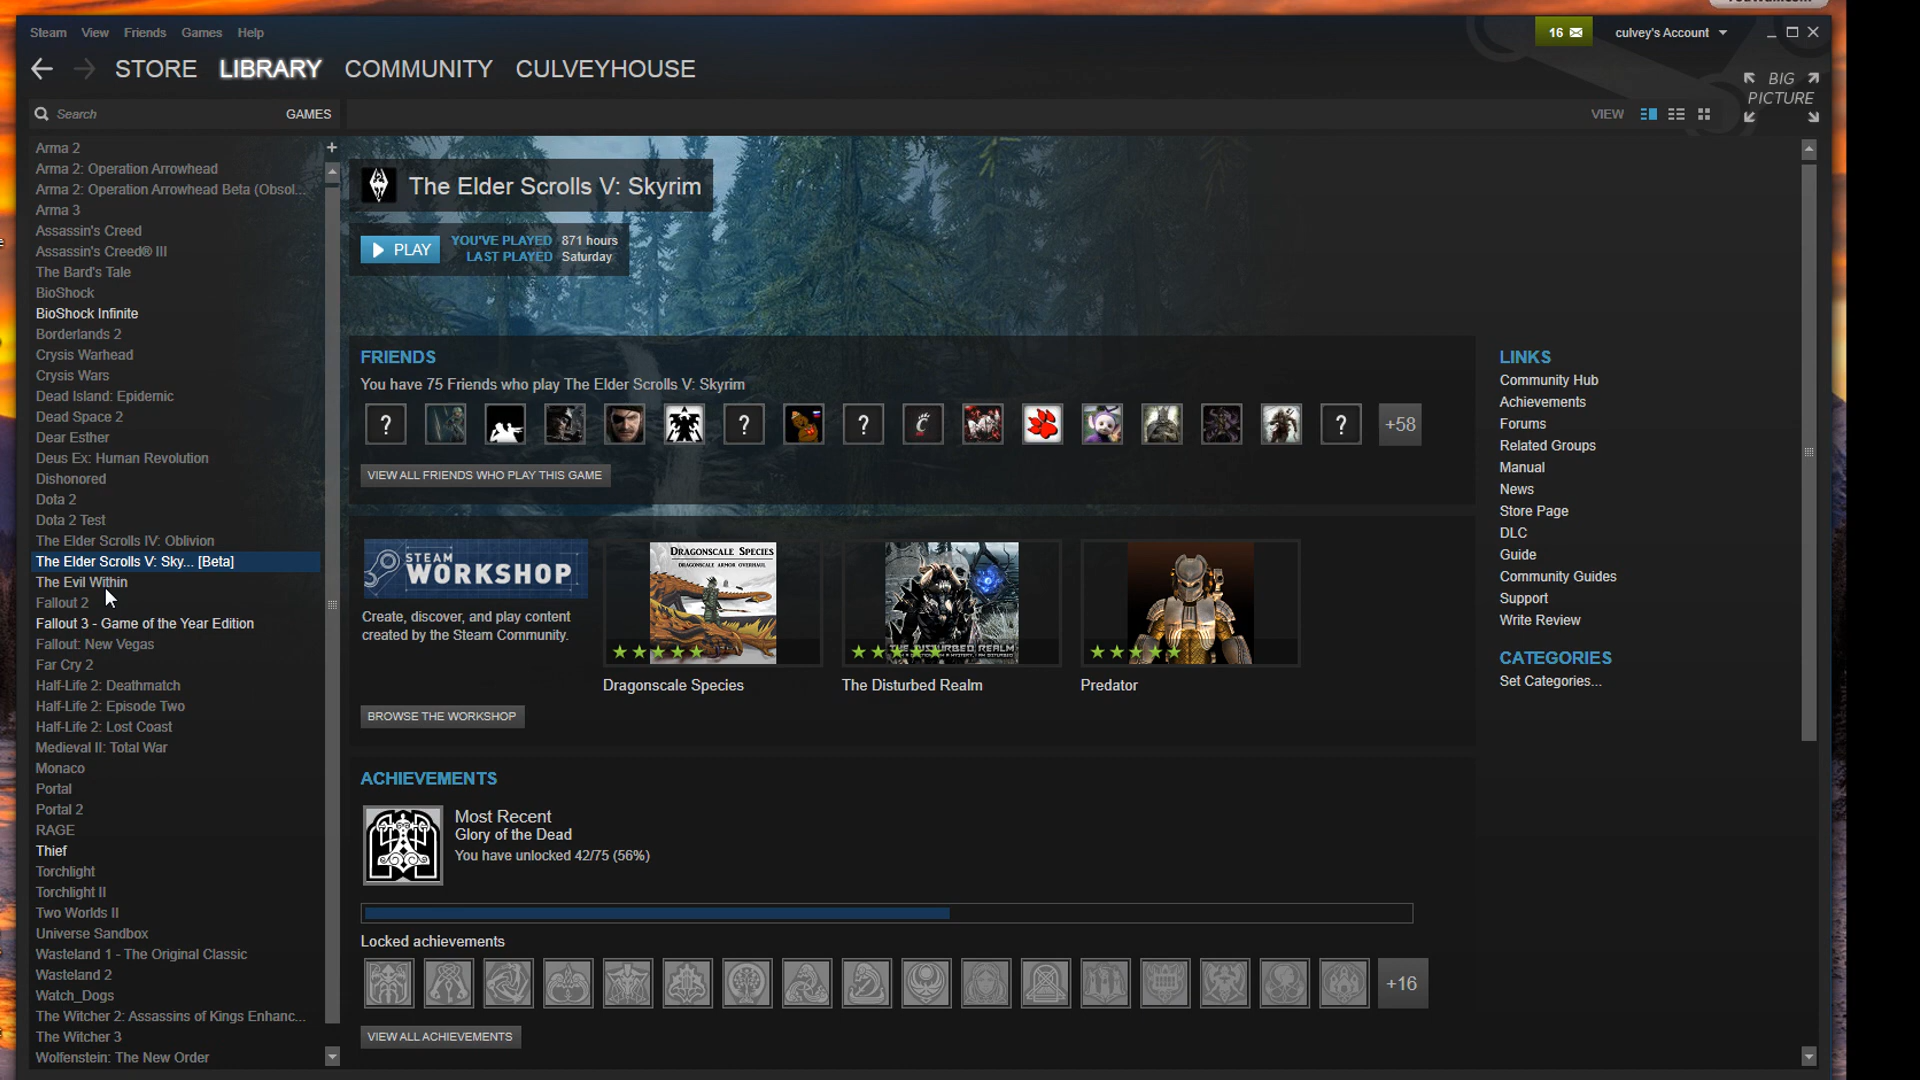 Steam View Friends Games Help
16
culvey's Account
STORE LIBRARY COMMUNITY CULVEYHOUSE
BIG
PICTURE
Search
GAMES
VIEW
Arma 2
Arma 2: Operation Arrowhead
Arma 2: Operation Arrowhead Beta (Obsol...
Arma 3
Assassin's Creed
Assassin's Creed® III
The Bard's Tale
BioShock
BioShock Infinite
Borderlands 2
Crysis Warhead
Crysis Wars
Dead Island: Epidemic
Dead Space 2
Dear Esther
Deus Ex: Human Revolution
Dishonored
Dota 2
Dota 2 Test
The Elder Scrolls IV: Oblivion
The Elder Scrolls V: Sky... [Beta]
The Evil Within
Fallout 2
Fallout 3 - Game of the Year Edition
Fallout: New Vegas
Far Cry 2
Half-Life 2: Deathmatch
Half-Life 2: Episode Two
Half-Life 2: Lost Coast
Medieval II: Total War
Monaco
Portal
Portal 2
RAGE
Thief
Torchlight
Torchlight II
Two Worlds II
Universe Sandbox
Wasteland 1 - The Original Classic
Wasteland 2
Watch_Dogs
The Witcher 2: Assassins of Kings Enhanc...
The Witcher 3
Wolfenstein: The New Order
The Elder Scrolls V: Skyrim
PLAY
YOU'VE PLAYED 871 hours
LAST PLAYED Saturday
FRIENDS
You have 75 Friends who play The Elder Scrolls V: Skyrim
+58
VIEW ALL FRIENDS WHO PLAY THIS GAME
STEAM
WORKSHOP
Create, discover, and play content
created by the Steam Community.
DRAGONSCALE SPECIES
DRAGONSCALE ARMOR OVERHAUL
THE DISTURBED REALM
Dragonscale Species
The Disturbed Realm
Predator
BROWSE THE WORKSHOP
ACHIEVEMENTS
Most Recent
Glory of the Dead
You have unlocked 42/75 (56%)
Locked achievements
+16
VIEW ALL ACHIEVEMENTS
LINKS
Community Hub
Achievements
Forums
Related Groups
Manual
News
Store Page
DLC
Guide
Community Guides
Support
Write Review
CATEGORIES
Set Categories...